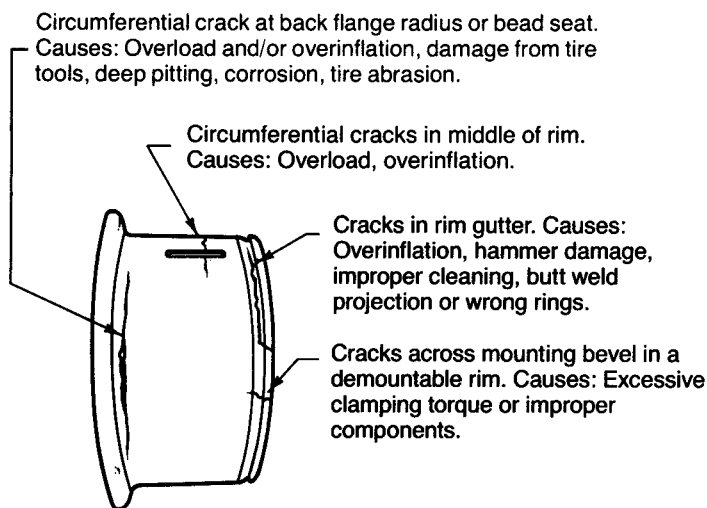 Circumferential crack at back flange radius or bead seat.
Causes: Overload and/or overinflation, damage from tire
tools, deep pitting, corrosion, tire abrasion.
Circumferential cracks in middle of rim.
Causes: Overload, overinflation.
Cracks in rim gutter. Causes:
Overinflation, hammer damage,
improper cleaning, butt weld
projection or wrong rings.
Cracks across mounting bevel in a
demountable rim. Causes: Excessive
clamping torque or improper
components.